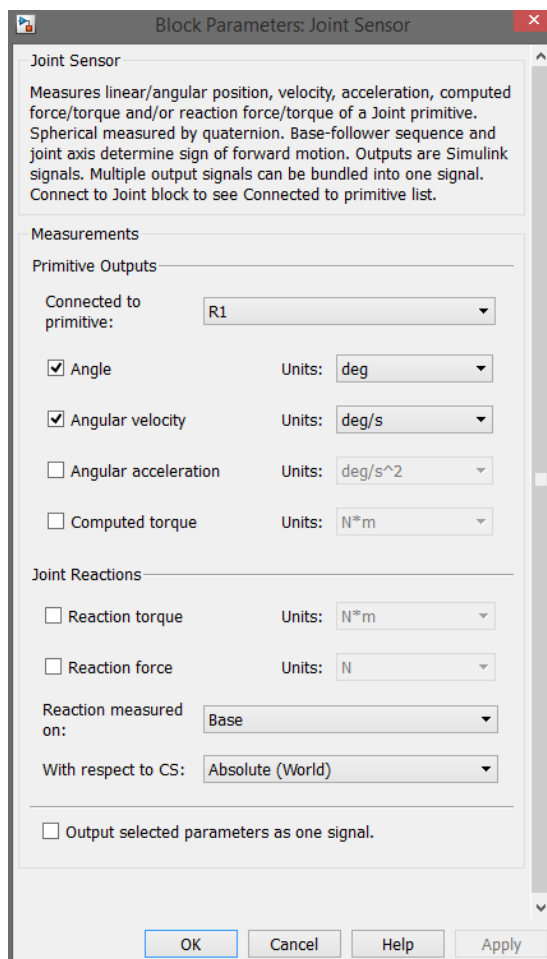 Block Parameters: Joint Sensor
Joint Sensor
Measures linear/angular position, velocity, acceleration, computed
force/torque and/or reaction force/torque of a Joint primitive.
Spherical measured by quaternion. Base-follower sequence and
joint axis determine sign of forward motion. Outputs are Simulink
signals. Multiple output signals can be bundled into one signal.
Connect to Joint block to see Connected to primitive list.
Measurements
Primitive Outputs
Connected to
primitive:
R1
Angle Units: deg
Angular velocity Units: deg/s
Angular acceleration Units: deg/s^2
Computed torque Units: N*m
Joint Reactions
Reaction torque Units: N*m
Reaction force Units: N
Reaction measured
on:
Base
With respect to CS: Absolute (World)
Output selected parameters as one signal.
OK Cancel Help Apply